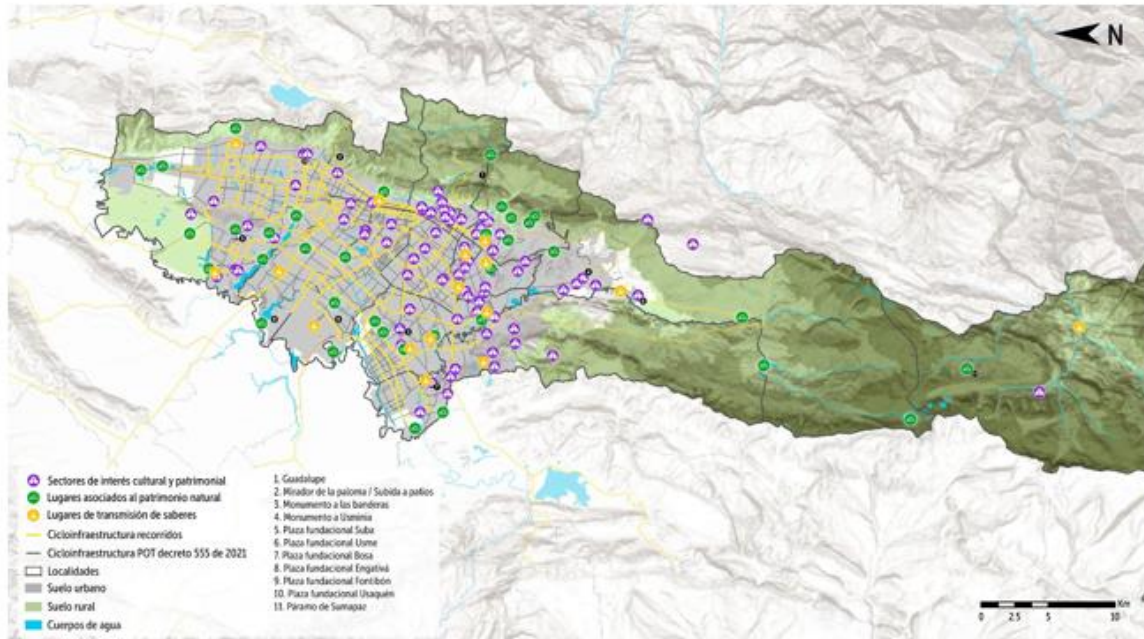 N
Sectores de interés cultural y patrimonial
Lugares asociados al patrimonio natural
Lugares de transmisión de saberes
Cicloinfraestructura recorridos
Cicloinfraestructura POT decreto 555 de 2021
Localidades
Suelo urbano
Suelo rural
Cuerpos de agua
1. Guadalupe
2. Mirador de la paloma / Subida a patios
3. Monumento a las banderas
4. Monumento a Usminia
5. Plaza fundacional Suba
6. Plaza fundacional Usme
7. Plaza fundacional Bosa
8. Plaza fundacional Engativá
9. Plaza fundacional Fontibón
10. Plaza fundacional Usaquén
11. Páramo de Sumapaz
Km
0 2.5 5 10